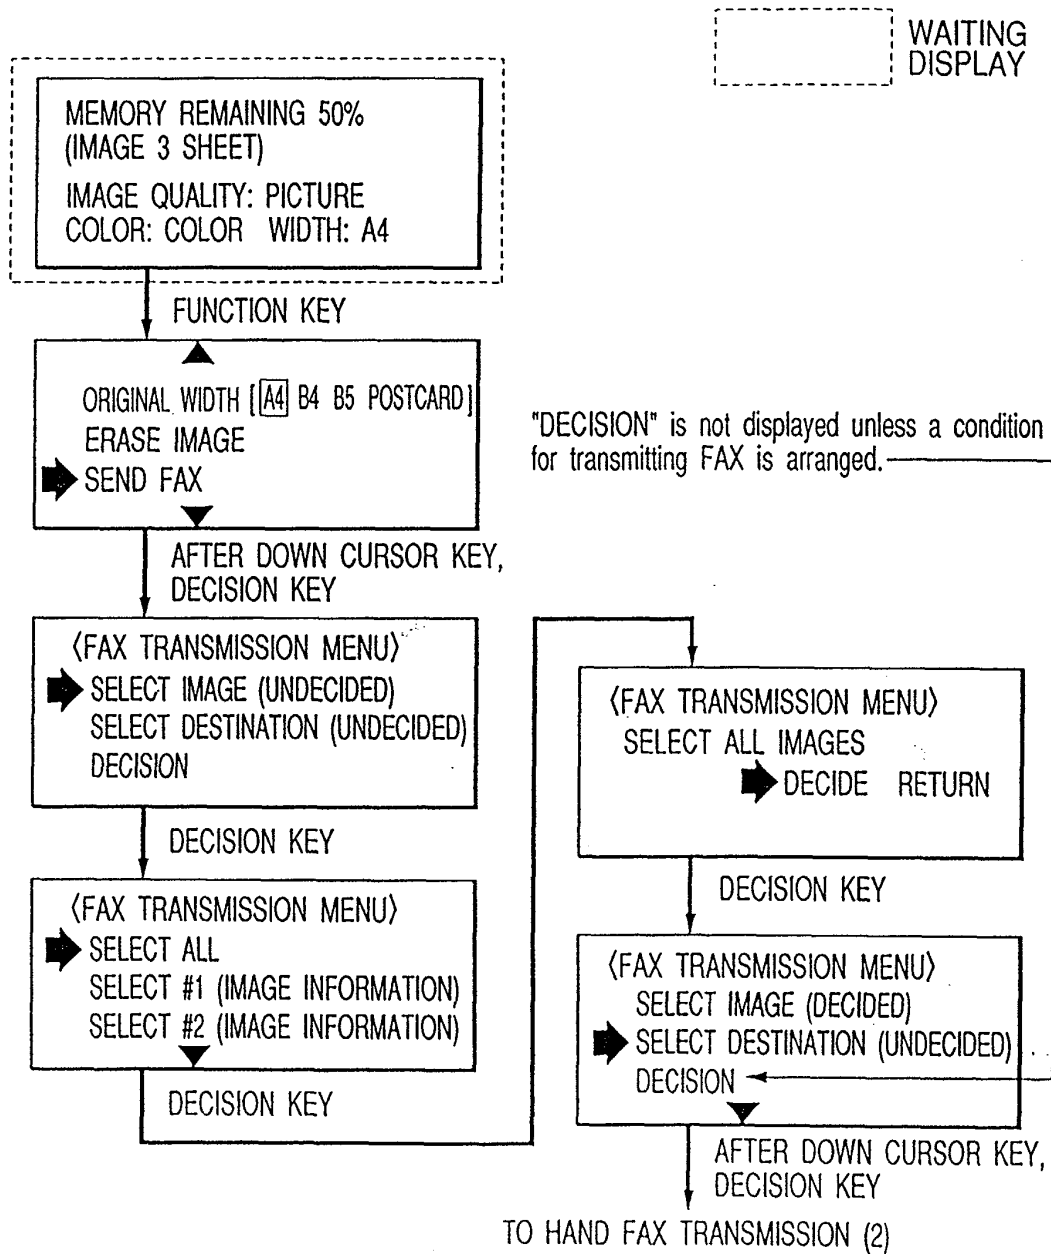 WAITING
DISPLAY
MEMORY REMAINING 50%
(IMAGE 3 SHEET)
IMAGE QUALITY: PICTURE
COLOR: COLOR WIDTH: A4
FUNCTION KEY
ORIGINAL WIDTH [A4 B4 B5 POSTCARD]
ERASE IMAGE
SEND FAX
"DECISION" is not displayed unless a condition
for transmitting FAX is arranged.
AFTER DOWN CURSOR KEY,
DECISION KEY
〈FAX TRANSMISSION MENU〉
SELECT IMAGE (UNDECIDED)
SELECT DESTINATION (UNDECIDED)
DECISION
DECISION KEY
〈FAX TRANSMISSION MENU〉
SELECT ALL
SELECT #1 (IMAGE INFORMATION)
SELECT #2 (IMAGE INFORMATION)
DECISION KEY
〈FAX TRANSMISSION MENU〉
SELECT ALL IMAGES
DECIDE RETURN
DECISION KEY
〈FAX TRANSMISSION MENU〉
SELECT IMAGE (DECIDED)
SELECT DESTINATION (UNDECIDED)
DECISION
AFTER DOWN CURSOR KEY,
DECISION KEY
TO HAND FAX TRANSMISSION (2)